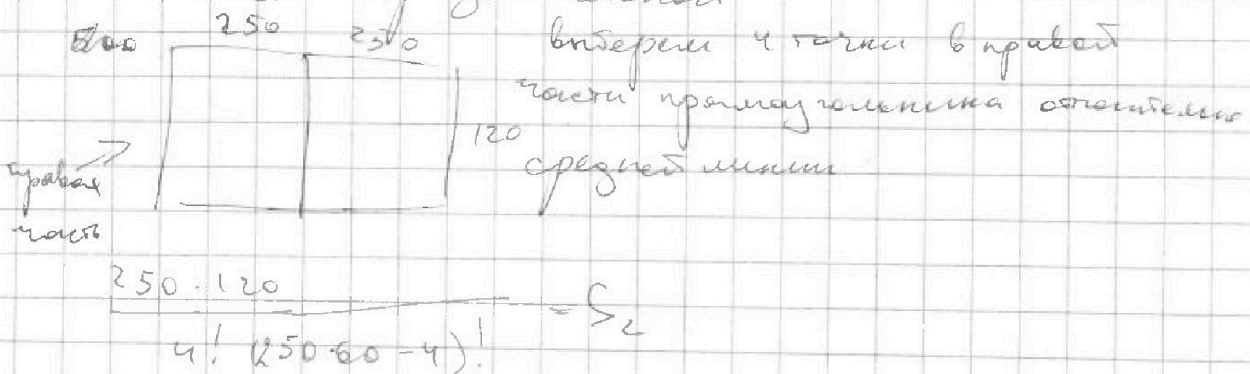 250
250
выберем 4 точки в правой
части прямоугольника относительно
120
средней линии
правая
часть
250 · 120
= S₂
4! (250·60 - 4)!